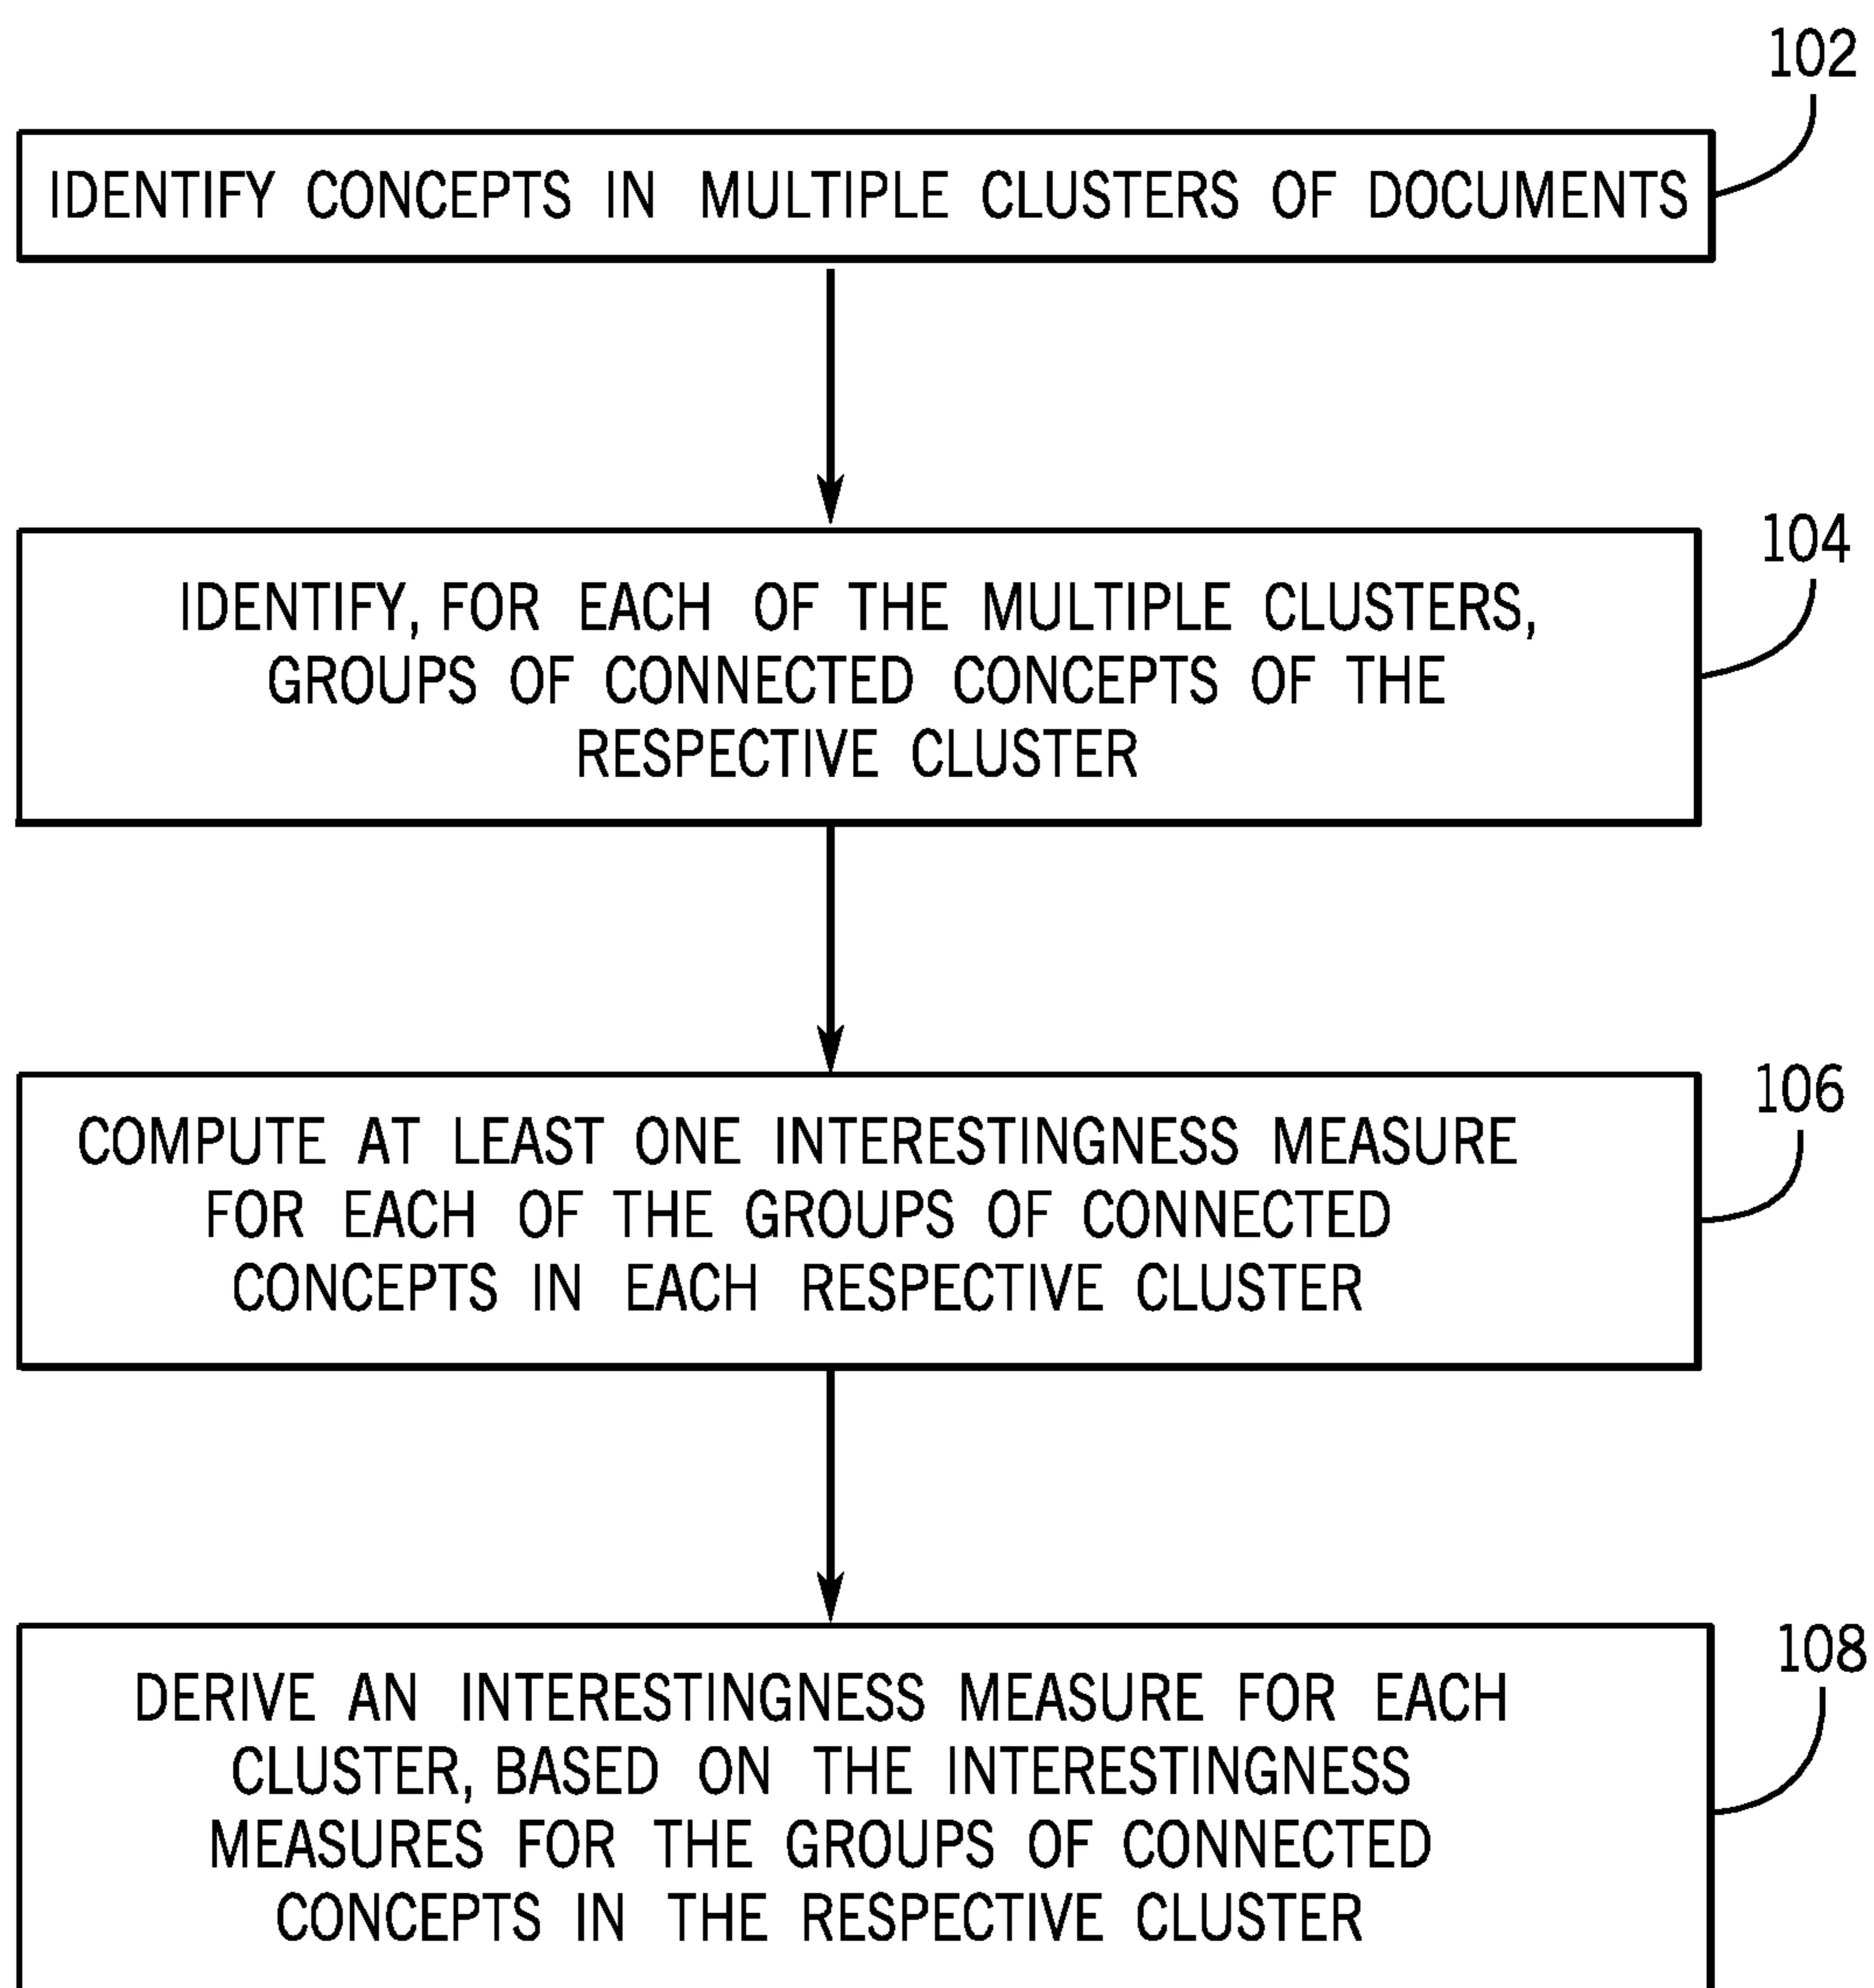 102
IDENTIFY CONCEPTS IN MULTIPLE CLUSTERS OF DOCUMENTS
104
IDENTIFY, FOR EACH OF THE MULTIPLE CLUSTERS,
GROUPS OF CONNECTED CONCEPTS OF THE
RESPECTIVE CLUSTER
106
COMPUTE AT LEAST ONE INTERESTINGNESS MEASURE
FOR EACH OF THE GROUPS OF CONNECTED
CONCEPTS IN EACH RESPECTIVE CLUSTER
108
DERIVE AN INTERESTINGNESS MEASURE FOR EACH
CLUSTER, BASED ON THE INTERESTINGNESS
MEASURES FOR THE GROUPS OF CONNECTED
CONCEPTS IN THE RESPECTIVE CLUSTER